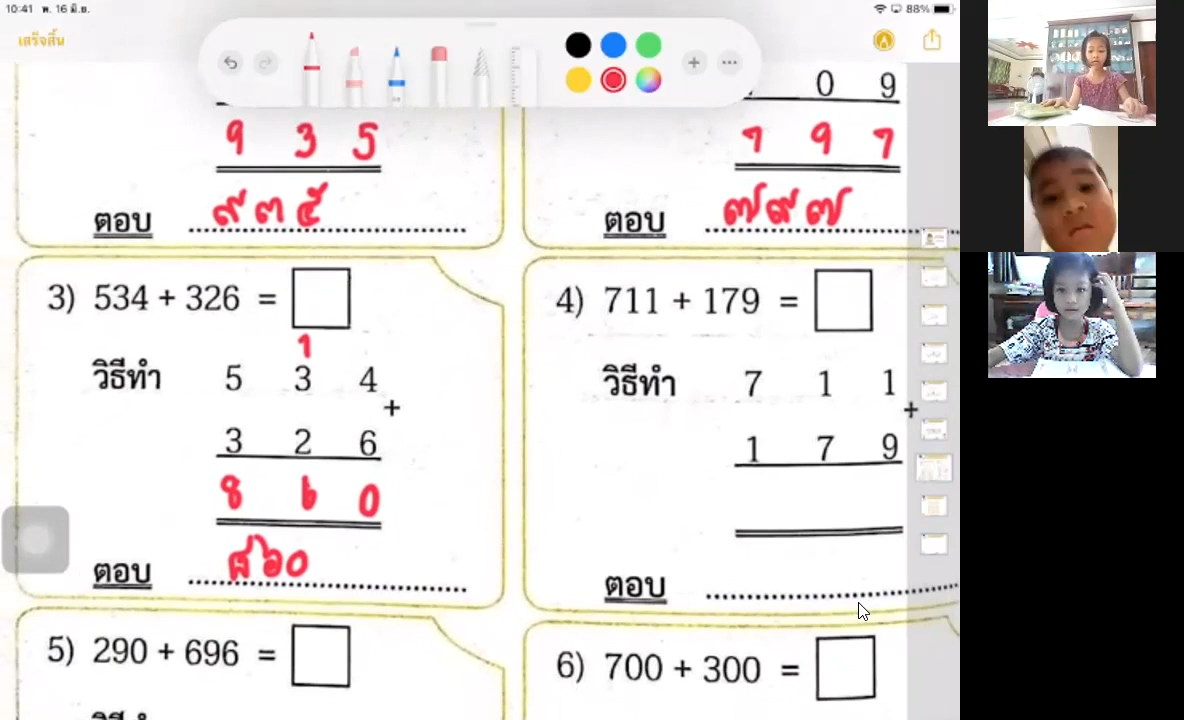 10:41 พ. 16 มิ.ย.
88%
เสร็จสิ้น
9 3 5
ตอบ ๙๓๕
0 9
7 9 7
ตอบ ๗๙๗
3) 534 + 326 =
1
วิธีทำ 5 3 4
+
3 2 6
8 6 0
ตอบ ๘๖๐
4) 711 + 179 =
วิธีทำ 7 1 1
+
1 7 9
ตอบ
5) 290 + 696 =
6) 700 + 300 =